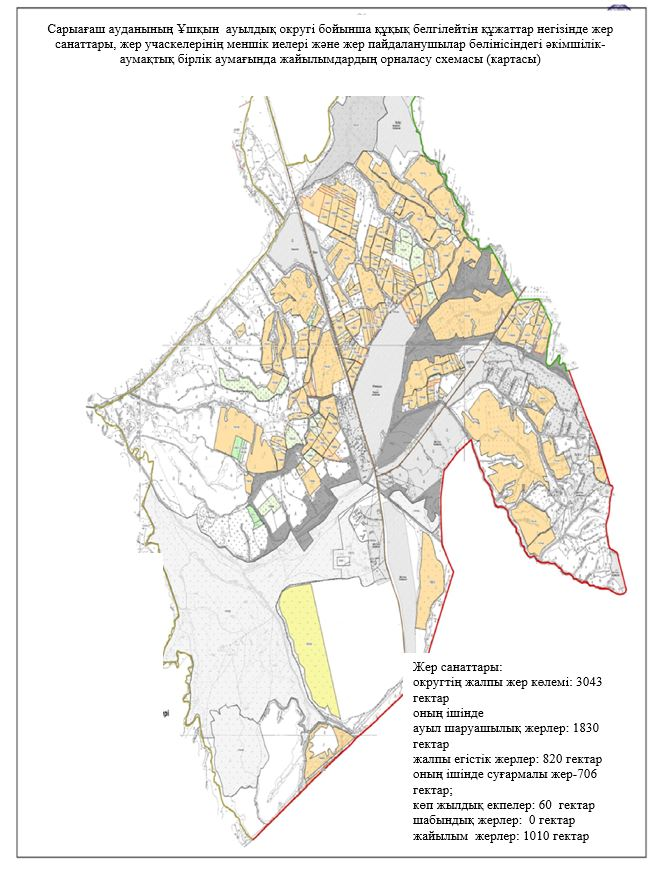 Сарыағаш ауданының Ұшқын ауылдық округі бойынша құқық белгілейтін құжаттар негізінде жер
санаттары, жер учаскелерінің меншік иелері және жер пайдаланушылар бөлінісіндегі әкімшілік-
аумақтық бірлік аумағында жайылымдардың орналасу схемасы (картасы)
Жер санаттары:
округтің жалпы жер көлемі: 3043
гектар
оның ішінде
ауыл шаруашылық жерлер: 1830
гектар
жалпы егістік жерлер: 820 гектар
оның ішінде суғармалы жер-706
гектар;
көп жылдық екпелер: 60 гектар
шабындық жерлер: 0 гектар
жайылым жерлер: 1010 гектар